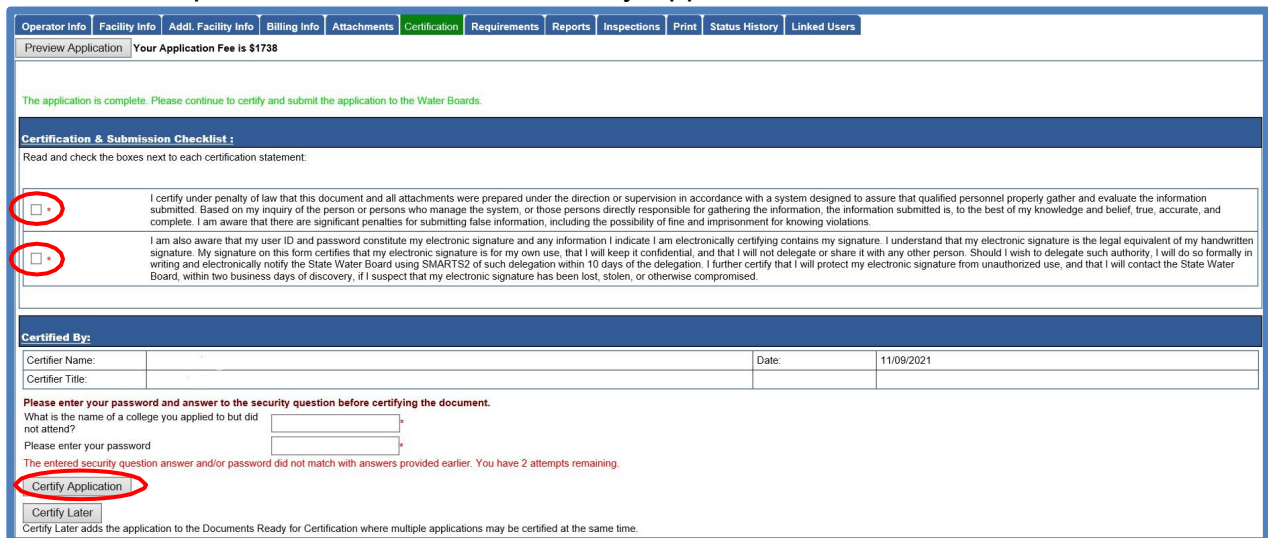 Operator Info Facility Info Addl. Facility Info Billing Info Attachments Certification Requirements Reports Inspections Print Status History Linked Users
Preview Application Your Application Fee is $1738
The application is complete. Please continue to certify and submit the application to the Water Boards.
Certification & Submission Checklist :
Read and check the boxes next to each certification statement:
I certify under penalty of law that this document and all attachments were prepared under the direction or supervision in accordance with a system designed to assure that qualified personnel properly gather and evaluate the information
submitted. Based on my inquiry of the person or persons who manage the system, or those persons directly responsible for gathering the information, the information submitted is, to the best of my knowledge and belief, true, accurate, and
* complete. I am aware that there are significant penalties for submitting false information, including the possibility of fine and imprisonment for knowing violations.
I am also aware that my user ID and password constitute my electronic signature and any information I indicate I am electronically certifying contains my signature. I understand that my electronic signature is the legal equivalent of my handwritten
signature. My signature on this form certifies that my electronic signature is for my own use, that I will keep it confidential, and that I will not delegate or share it with any other person. Should I wish to delegate such authority, I will do so formally in
* writing and electronically notify the State Water Board using SMARTS2 of such delegation within 10 days of the delegation. I further certify that I will protect my electronic signature from unauthorized use, and that I will contact the State Water
Board, within two business days of discovery, if I suspect that my electronic signature has been lost, stolen, or otherwise compromised.
Certified By:
Certifier Name: Date: 11/09/2021
Certifier Title:
Please enter your password and answer to the security question before certifying the document.
What is the name of a college you applied to but did
not attend? *
Please enter your password *
The entered security question answer and/or password did not match with answers provided earlier. You have 2 attempts remaining.
Certify Application
Certify Later
Certify Later adds the application to the Documents Ready for Certification where multiple applications may be certified at the same time.